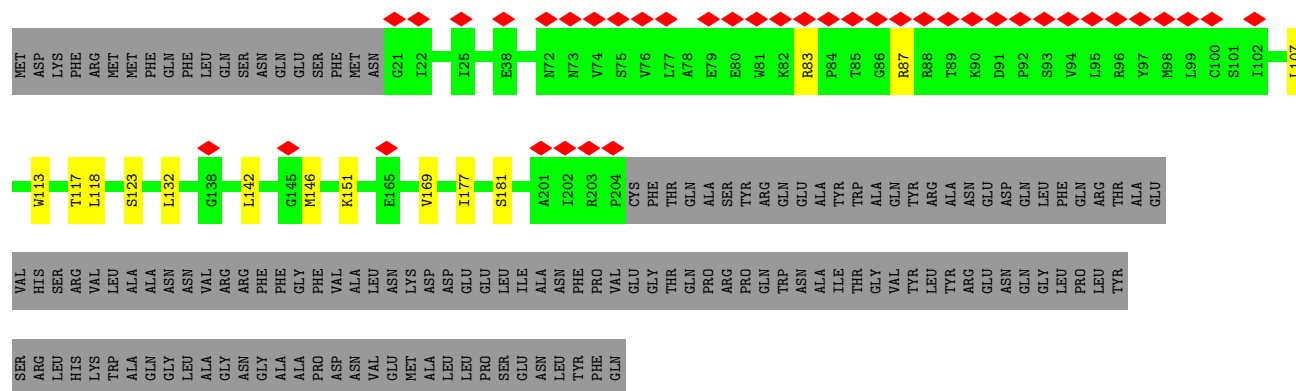 MET ASP LYS PHE ARG MET MET PHE GLN PHE LEU GLN SER ASN GLN GLU SER PHE MET ASN G21 I22 I25 E38 N72 N73 V74 S75 V76 L77 A78 E79 E80 W81 K82 R83 P84 T85 G86 R87 R88 T89 K90 D91 P92 S93 V94 L95 R96 Y97 M98 L99 C100 S101 I102 L107
W113 T117 L118 S123 L132 G138 L142 G145 M146 K151 E165 V169 I177 S181 A201 I202 R203 P204 CYS PHE THR GLN ALA SER TYR ARG GLN GLU ALA TYR TRP ALA GLN TYR ARG ALA ASN GLU ASP GLN LEU PHE GLN ARG THR ALA GLU
VAL HIS SER ARG VAL LEU ALA ALA ASN ASN VAL ARG ARG PHE PHE GLY PHE VAL ALA LEU ASN LYS ASP ASP GLU GLU LEU ILE ALA ASN PHE PRO VAL GLU GLY THR GLN PRO ARG PRO GLN TRP ASN ALA ILE THR GLY VAL TYR LEU TYR ARG GLU ASN GLN GLY LEU PRO LEU TYR
SER ARG LEU HIS LYS TRP ALA GLN GLY LEU ALA GLY ASN GLY ALA ALA PRO ASP ASN VAL GLU MET ALA LEU LEU PRO SER GLU ASN LEU TYR PHE GLN